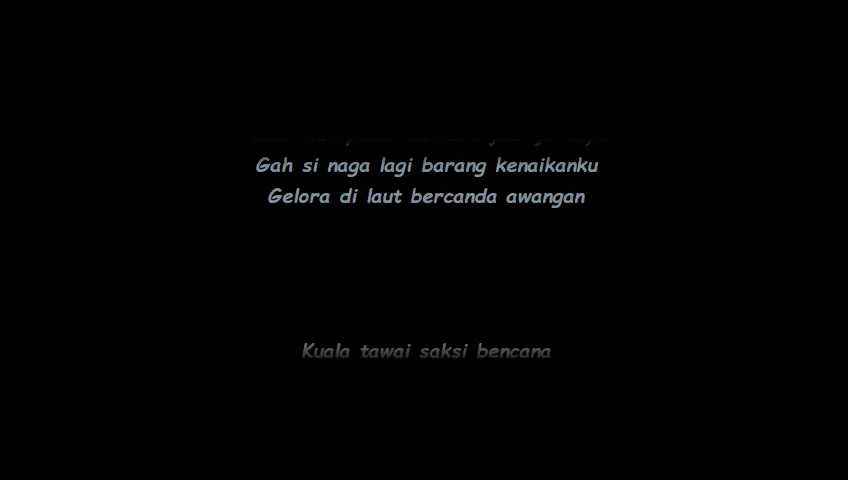 Gah si naga lagi barang kenaikanku
Gelora di laut bercanda awangan
Kuala tawai saksi bencana